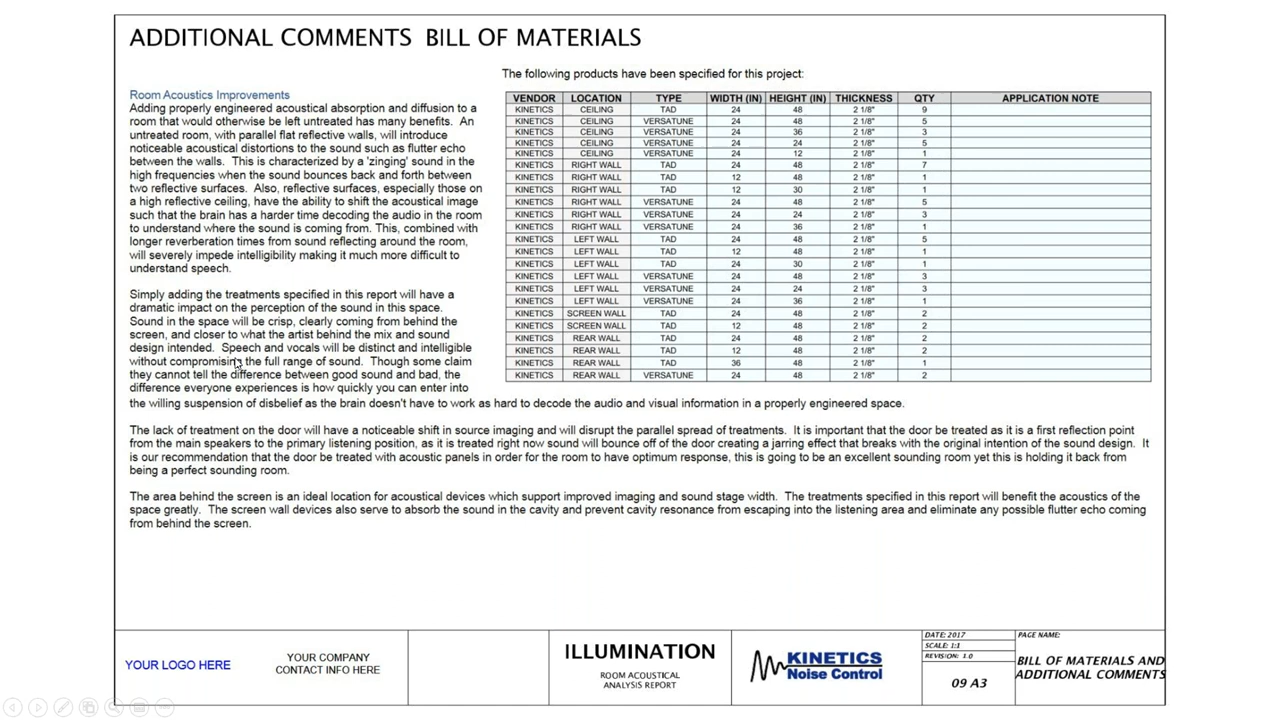 ADDITIONAL COMMENTS BILL OF MATERIALS
Room Acoustics Improvements
Adding properly engineered acoustical absorption and diffusion to a
room that would otherwise be left untreated has many benefits. An
untreated room, with parallel flat reflective walls, will introduce
noticeable acoustical distortions to the sound such as flutter echo
between the walls. This is characterized by a 'zinging' sound in the
high frequencies when the sound bounces back and forth between
two reflective surfaces. Also, reflective surfaces, especially those on
a high reflective ceiling, have the ability to shift the acoustical image
such that the brain has a harder time decoding the audio in the room
to understand where the sound is coming from. This, combined with
longer reverberation times from sound reflecting around the room,
will severely impede intelligibility making it much more difficult to
understand speech.
Simply adding the treatments specified in this report will have a
dramatic impact on the perception of the sound in this space.
Sound in the space will be crisp, clearly coming from behind the
screen, and closer to what the artist behind the mix and sound
design intended. Speech and vocals will be distinct and intelligible
without compromising the full range of sound. Though some claim
they cannot tell the difference between good sound and bad, the
difference everyone experiences is how quickly you can enter into
the willing suspension of disbelief as the brain doesn't have to work as hard to decode the audio and visual information in a properly engineered space.
The following products have been specified for this project:
VENDOR LOCATION TYPE WIDTH (IN) HEIGHT (IN) THICKNESS QTY APPLICATION NOTE
KINETICS CEILING TAD 24 48 2 1/8" 9
KINETICS CEILING VERSATUNE 24 48 2 1/8" 5
KINETICS CEILING VERSATUNE 24 36 2 1/8" 3
KINETICS CEILING VERSATUNE 24 24 2 1/8" 5
KINETICS CEILING VERSATUNE 24 12 2 1/8" 1
KINETICS RIGHT WALL TAD 24 48 2 1/8" 7
KINETICS RIGHT WALL TAD 12 48 2 1/8" 1
KINETICS RIGHT WALL TAD 12 30 2 1/8" 1
KINETICS RIGHT WALL VERSATUNE 24 48 2 1/8" 5
KINETICS RIGHT WALL VERSATUNE 24 24 2 1/8" 3
KINETICS RIGHT WALL VERSATUNE 24 36 2 1/8" 1
KINETICS LEFT WALL TAD 24 48 2 1/8" 5
KINETICS LEFT WALL TAD 12 48 2 1/8" 1
KINETICS LEFT WALL TAD 24 30 2 1/8" 1
KINETICS LEFT WALL VERSATUNE 24 48 2 1/8" 3
KINETICS LEFT WALL VERSATUNE 24 24 2 1/8" 3
KINETICS LEFT WALL VERSATUNE 24 36 2 1/8" 1
KINETICS SCREEN WALL TAD 24 48 2 1/8" 2
KINETICS SCREEN WALL TAD 12 48 2 1/8" 2
KINETICS REAR WALL TAD 24 48 2 1/8" 2
KINETICS REAR WALL TAD 12 48 2 1/8" 2
KINETICS REAR WALL TAD 36 48 2 1/8" 1
KINETICS REAR WALL VERSATUNE 24 48 2 1/8" 2
The lack of treatment on the door will have a noticeable shift in source imaging and will disrupt the parallel spread of treatments. It is important that the door be treated as it is a first reflection point
from the main speakers to the primary listening position, as it is treated right now sound will bounce off of the door creating a jarring effect that breaks with the original intention of the sound design. It
is our recommendation that the door be treated with acoustic panels in order for the room to have optimum response, this is going to be an excellent sounding room yet this is holding it back from
being a perfect sounding room.
The area behind the screen is an ideal location for acoustical devices which support improved imaging and sound stage width. The treatments specified in this report will benefit the acoustics of the
space greatly. The screen wall devices also serve to absorb the sound in the cavity and prevent cavity resonance from escaping into the listening area and eliminate any possible flutter echo coming
from behind the screen.
YOUR LOGO HERE
YOUR COMPANY
CONTACT INFO HERE
ILLUMINATION
ROOM ACOUSTICAL
ANALYSIS REPORT
KINETICS
Noise Control
DATE: 2017
SCALE: 1:1
REVISION: 1.0
09 A3
PAGE NAME:
BILL OF MATERIALS AND
ADDITIONAL COMMENTS